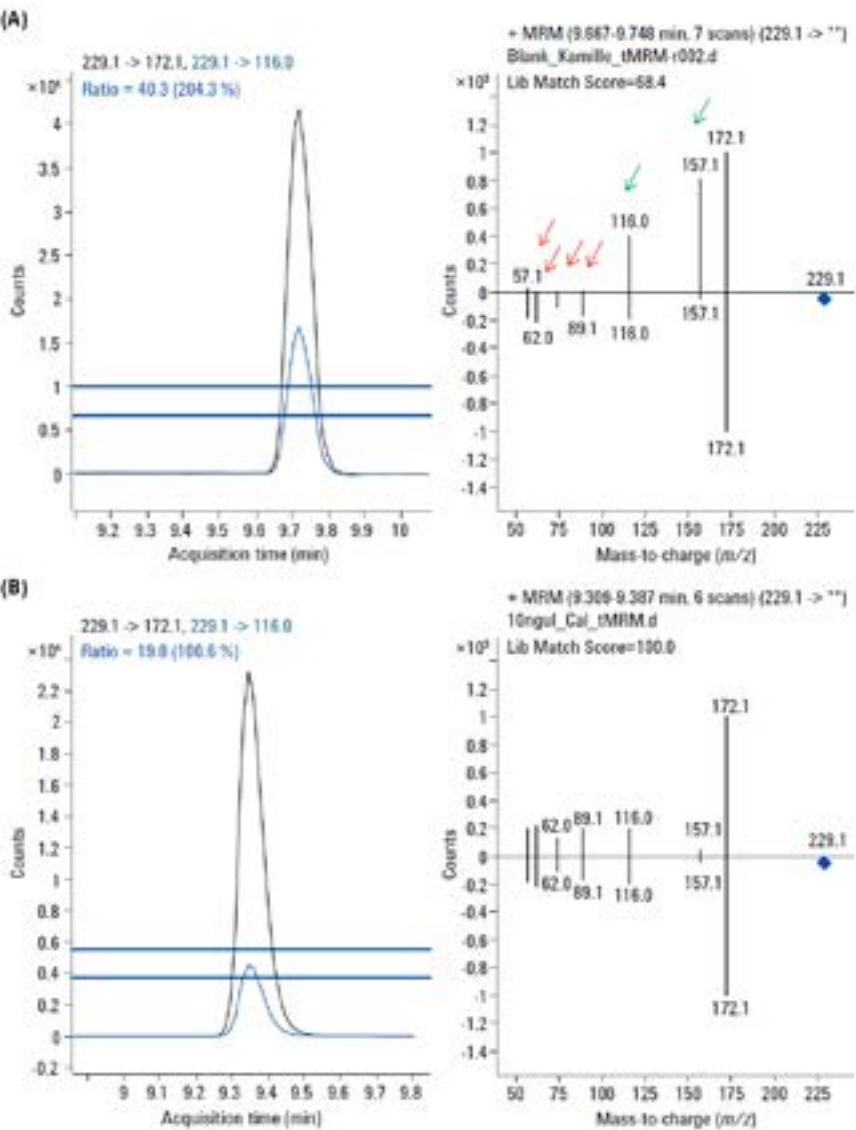 (A)
229.1 -> 172.1, 229.1 -> 116.0
Ratio = 40.3 (204.3 %)
Counts
4
3.5
3
2.5
2
1.5
1
0.5
0
9.2 9.3 9.4 9.5 9.6 9.7 9.8 9.9 10
Acquisition time (min)
+ MRM (9.667-9.748 min, 7 scans) (229.1 -> **)
Blank_Kamille_tMRM-r002.d
Lib Match Score=68.4
Counts
1.2
1
0.8
0.6
0.4
0.2
0
-0.2
-0.4
-0.6
-0.8
-1
-1.2
-1.4
172.1
157.1
116.0
57.1
229.1
62.0
89.1
116.0
157.1
172.1
50 75 100 125 150 175 200 225
Mass-to-charge (m/z)
(B)
229.1 -> 172.1, 229.1 -> 116.0
Ratio = 19.8 (100.6 %)
Counts
2.2
2
1.8
1.6
1.4
1.2
1
0.8
0.6
0.4
0.2
0
-0.2
9 9.1 9.2 9.3 9.4 9.5 9.6 9.7 9.8
Acquisition time (min)
+ MRM (9.309-9.387 min, 6 scans) (229.1 -> **)
10ngul_Cal_tMRM.d
Lib Match Score=100.0
Counts
1.2
1
0.8
0.6
0.4
0.2
0
-0.2
-0.4
-0.6
-0.8
-1
-1.2
-1.4
172.1
62.0 89.1 116.0 157.1
229.1
62.0 89.1 116.0 157.1
172.1
50 75 100 125 150 175 200 225
Mass-to-charge (m/z)